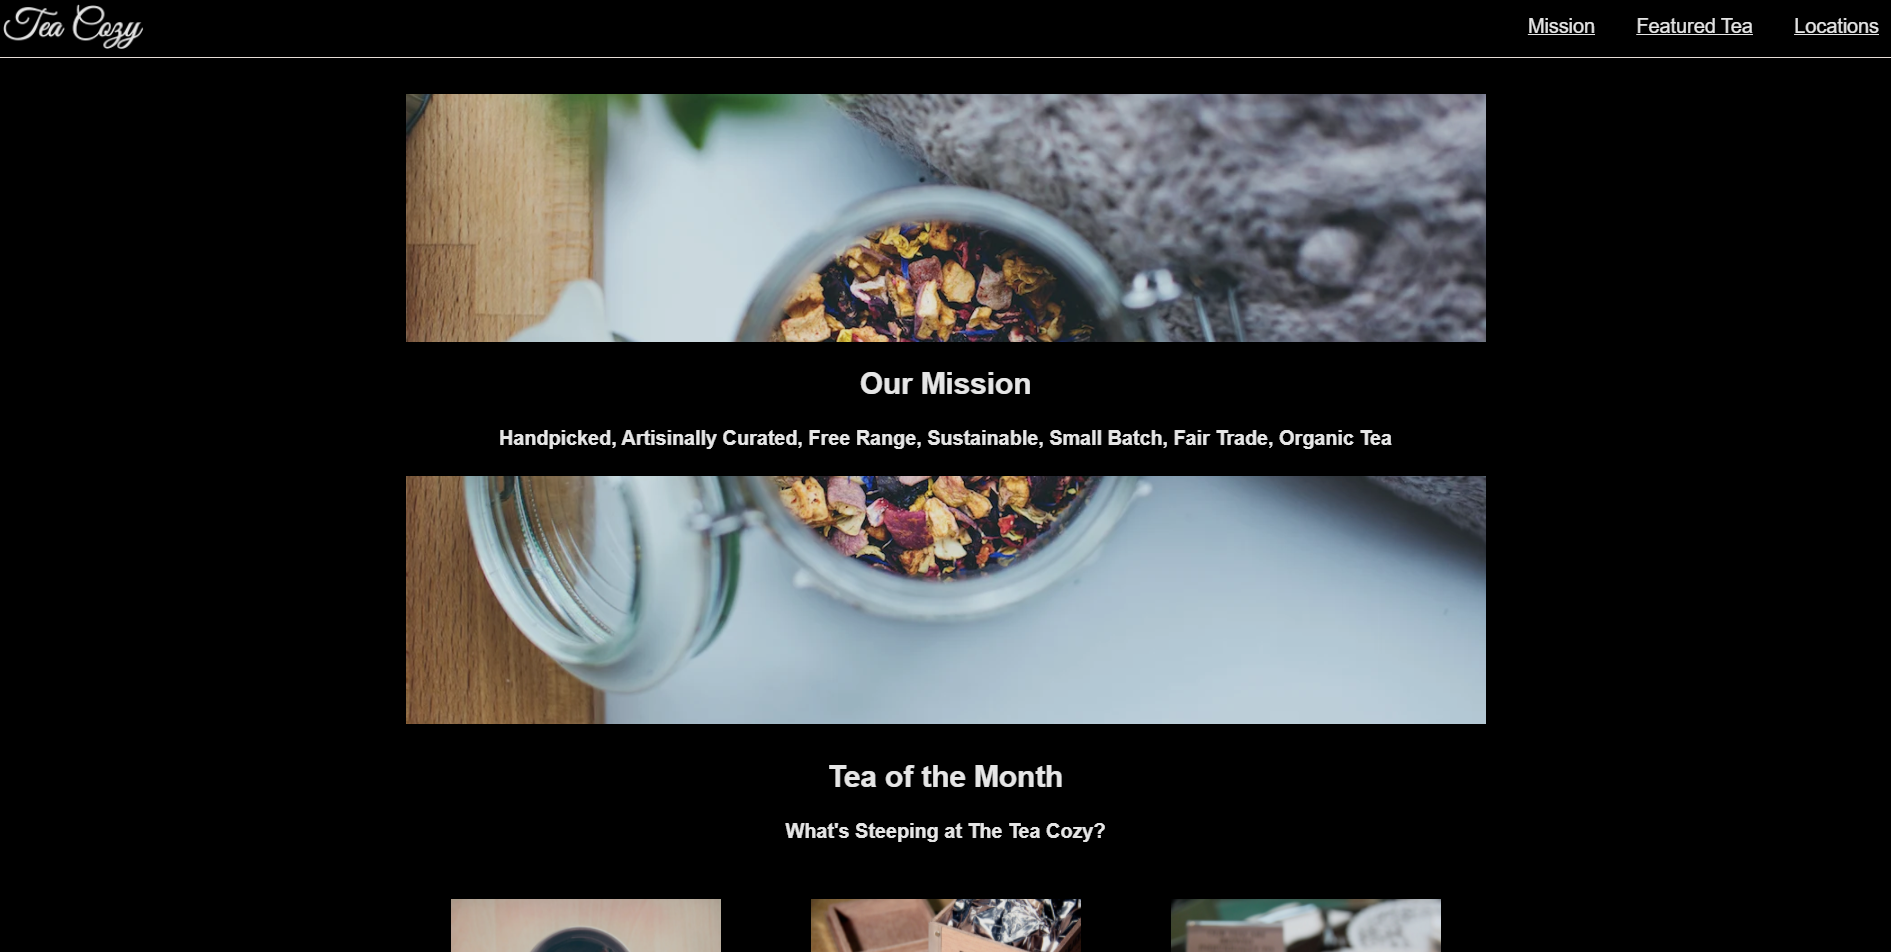 Tea Cozy
Mission Featured Tea Locations
Our Mission
Handpicked, Artisinally Curated, Free Range, Sustainable, Small Batch, Fair Trade, Organic Tea
Tea of the Month
What's Steeping at The Tea Cozy?